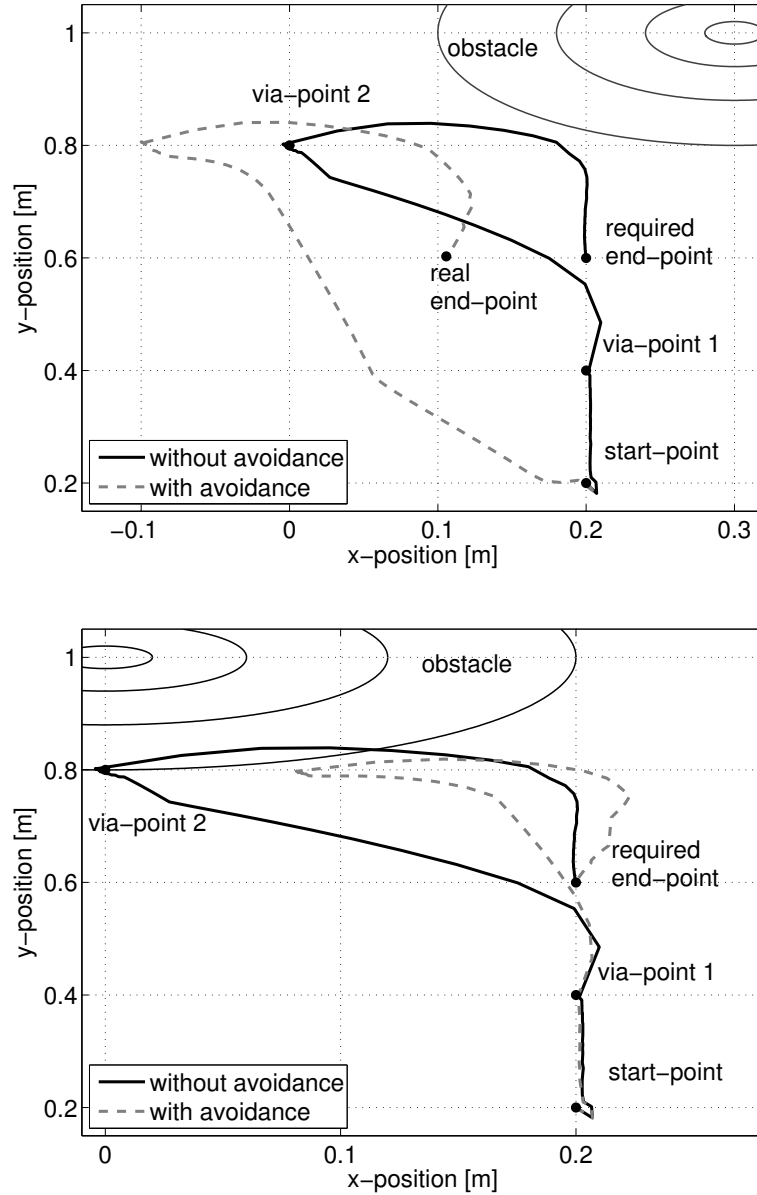 obstacle
via−point 2
1
0.8
required
end−point
0.6
real
end−point
via−point 1
0.4
start−point
without avoidance
with avoidance
0.2
−0.1
0
0.1
0.2
0.3
x−position [m]
y−position [m]
1
obstacle
0.8
via−point 2
required
end−point
0.6
via−point 1
0.4
start−point
without avoidance
with avoidance
0.2
0
0.1
0.2
x−position [m]
y−position [m]